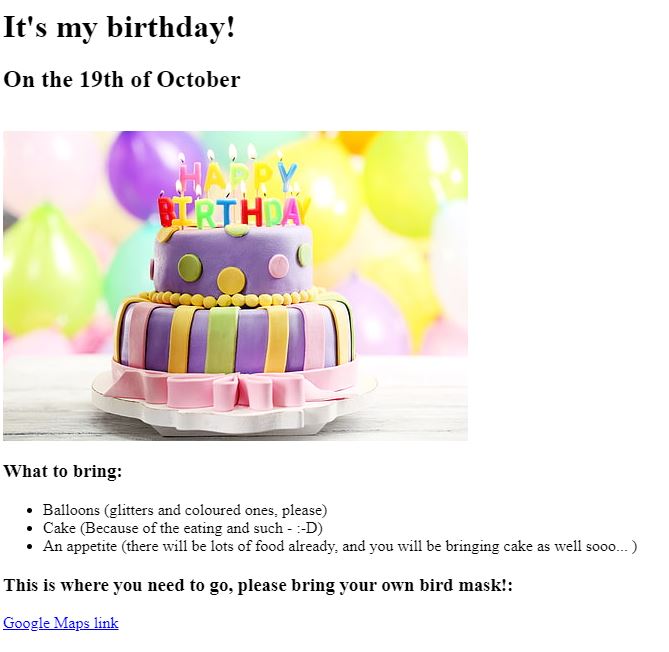 It's my birthday!
On the 19th of October
HAPPY
BIRTHDAY
What to bring:
Balloons (glitters and coloured ones, please)
Cake (Because of the eating and such - :-D)
An appetite (there will be lots of food already, and you will be bringing cake as well sooo... )
This is where you need to go, please bring your own bird mask!:
Google Maps link